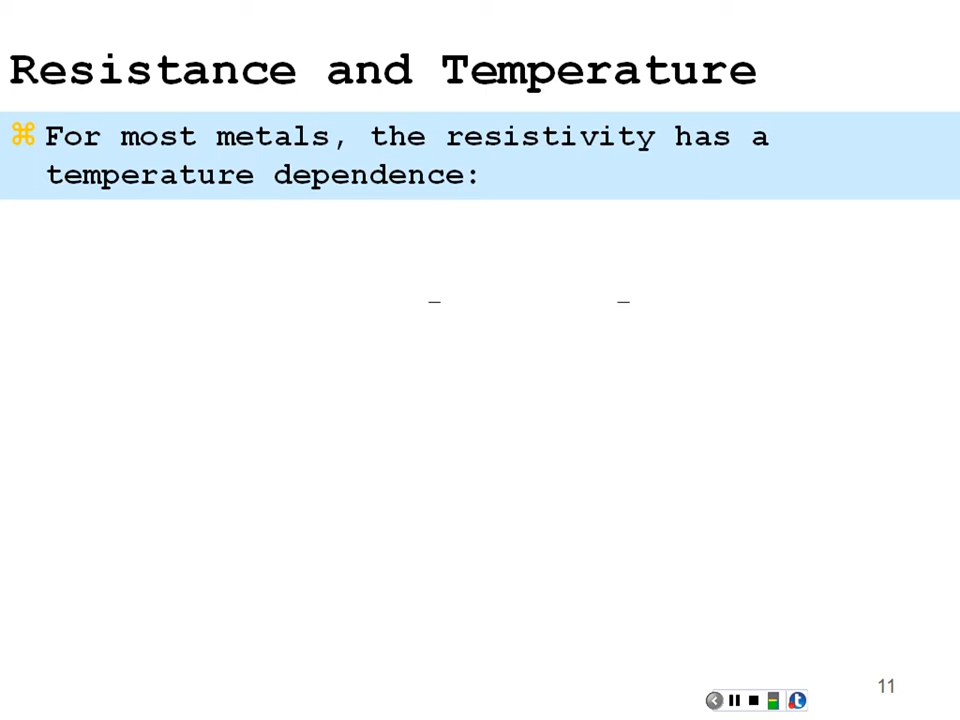 Resistance and Temperature
⌘ For most metals, the resistivity has a
temperature dependence:
– –
11